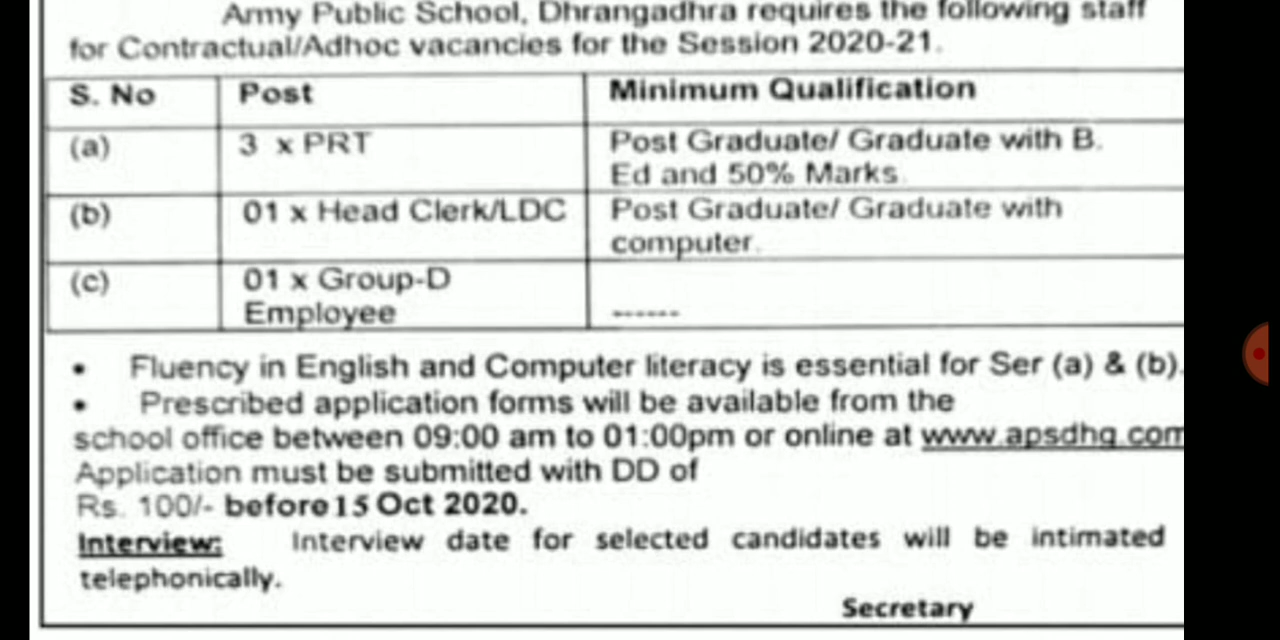 Army Public School, Dhrangadhra requires the following staff
for Contractual/Adhoc vacancies for the Session 2020-21.
S. No Post Minimum Qualification
(a) 3 x PRT Post Graduate/ Graduate with B.
Ed and 50% Marks.
(b) 01 x Head Clerk/LDC Post Graduate/ Graduate with
computer.
(c) 01 x Group-D
Employee ------
• Fluency in English and Computer literacy is essential for Ser (a) & (b).
• Prescribed application forms will be available from the
school office between 09:00 am to 01:00pm or online at www.apsdhg.com
Application must be submitted with DD of
Rs. 100/- before 15 Oct 2020.
Interview: Interview date for selected candidates will be intimated
telephonically.
Secretary